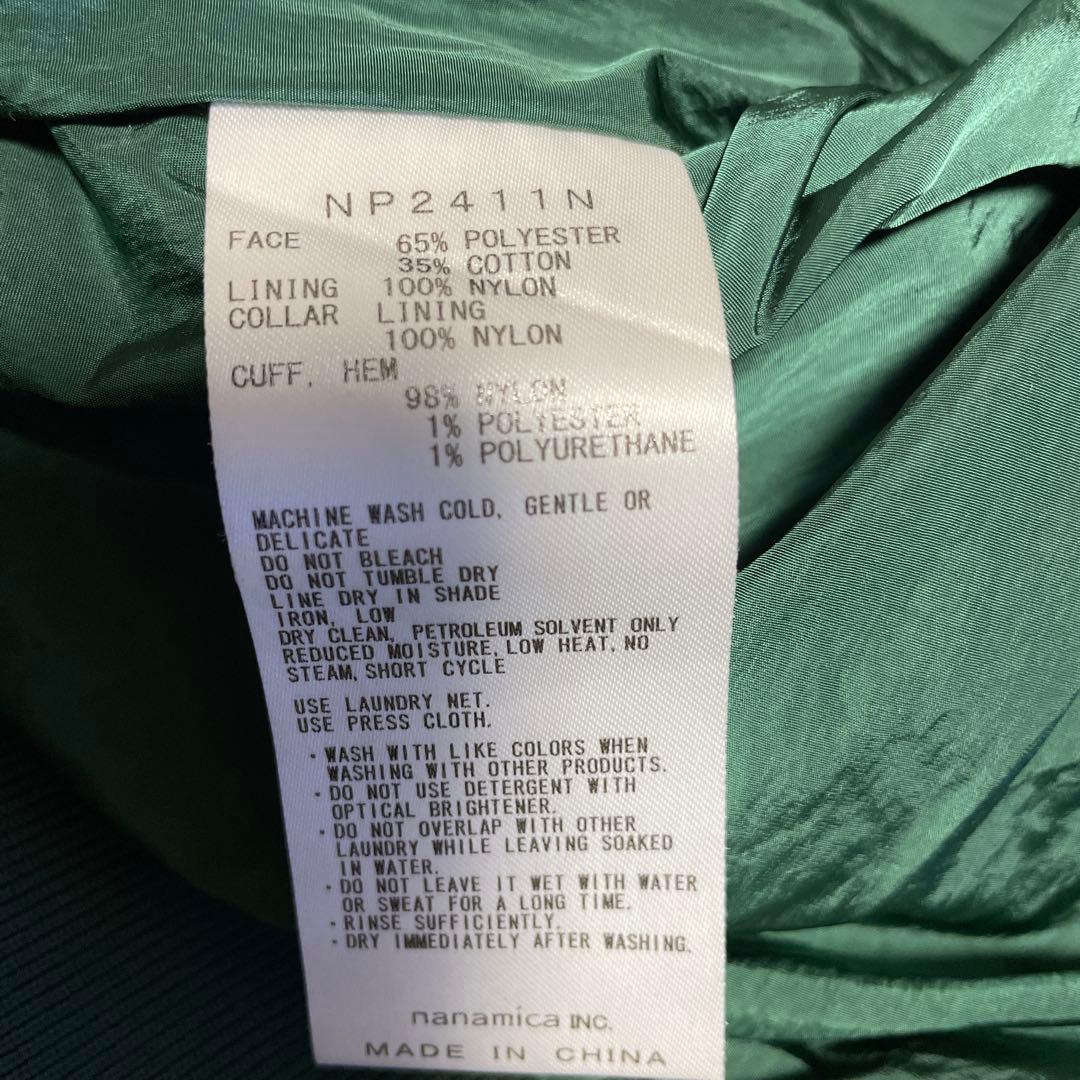 NP2411N
FACE 65% POLYESTER
35% COTTON
LINING 100% NYLON
COLLAR LINING
100% NYLON
CUFF, HEM
98% NYLON
1% POLYESTER
1% POLYURETHANE
MACHINE WASH COLD, GENTLE OR
DELICATE
DO NOT BLEACH
DO NOT TUMBLE DRY
LINE DRY IN SHADE
IRON, LOW
DRY CLEAN, PETROLEUM SOLVENT ONLY
REDUCED MOISTURE, LOW HEAT, NO
STEAM, SHORT CYCLE
USE LAUNDRY NET.
USE PRESS CLOTH.
・WASH WITH LIKE COLORS WHEN
WASHING WITH OTHER PRODUCTS.
・DO NOT USE DETERGENT WITH
OPTICAL BRIGHTENER.
・DO NOT OVERLAP WITH OTHER
LAUNDRY WHILE LEAVING SOAKED
IN WATER.
・DO NOT LEAVE IT WET WITH WATER
OR SWEAT FOR A LONG TIME.
・RINSE SUFFICIENTLY.
・DRY IMMEDIATELY AFTER WASHING.
nanamica INC.
MADE IN CHINA